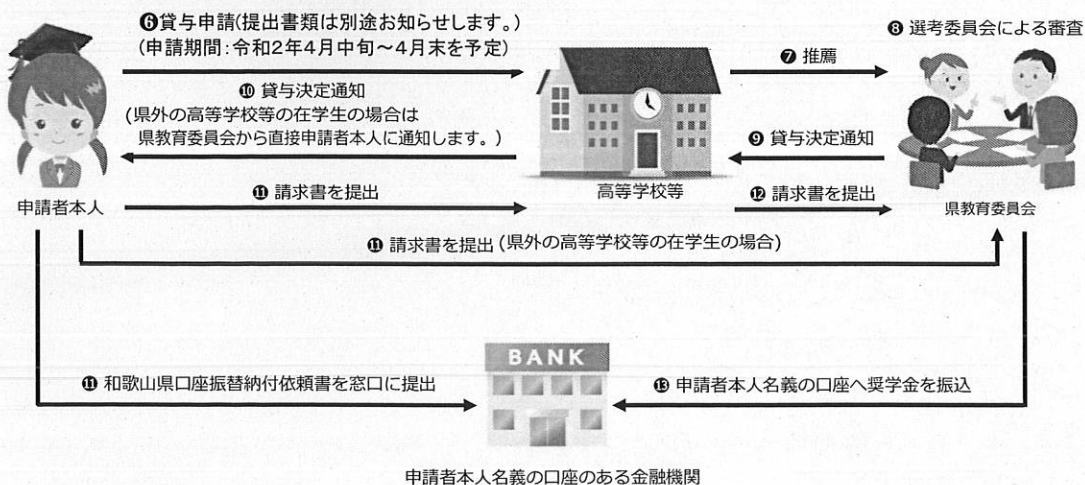 ❻貸与申請(提出書類は別途お知らせします。)
(申請期間:令和2年4月中旬～4月末を予定)
❽ 選考委員会による審査
❼ 推薦
❿ 貸与決定通知
(県外の高等学校等の在学生の場合は
県教育委員会から直接申請者本人に通知します。)
❾ 貸与決定通知
⓫ 請求書を提出
高等学校等
⓬ 請求書を提出
申請者本人
県教育委員会
⓫ 請求書を提出 (県外の高等学校等の在学生の場合)
BANK
⓫ 和歌山県口座振替納付依頼書を窓口に提出
⓭ 申請者本人名義の口座へ奨学金を振込
申請者本人名義の口座のある金融機関